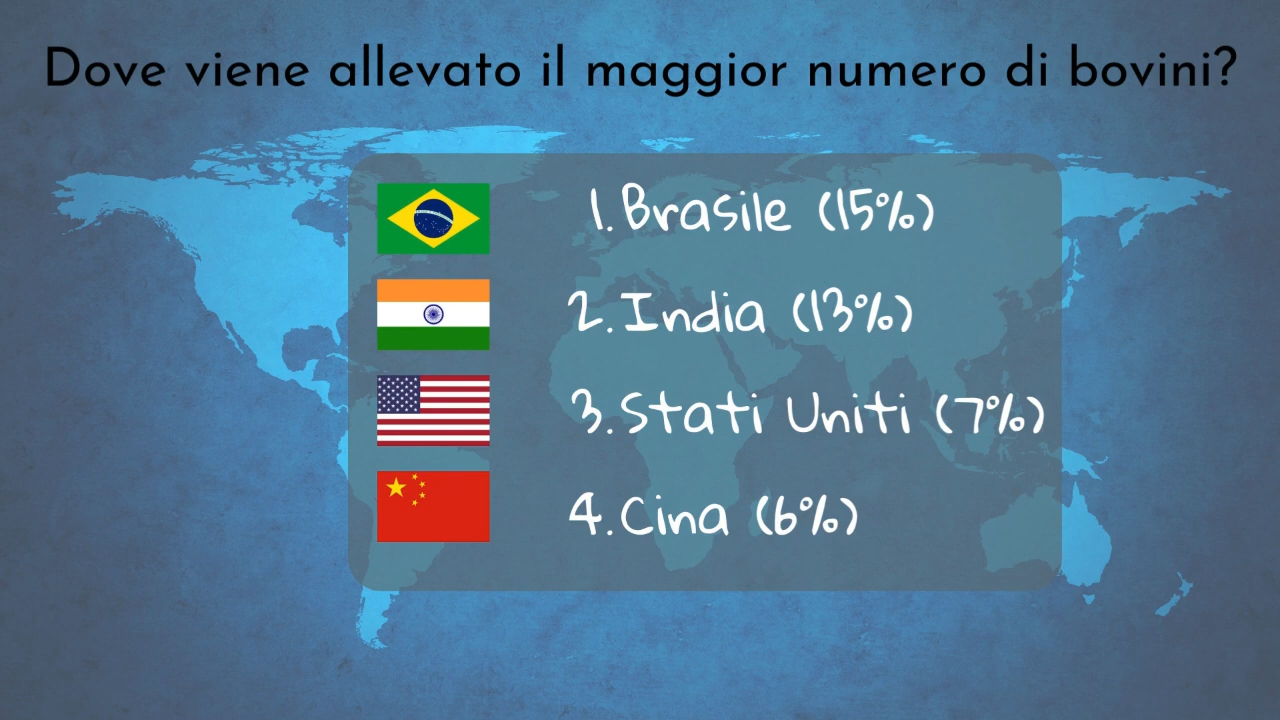 Dove viene allevato il maggior numero di bovini?
1. Brasile (15%)
2. India (13%)
3. Stati Uniti (7%)
4. Cina (6%)